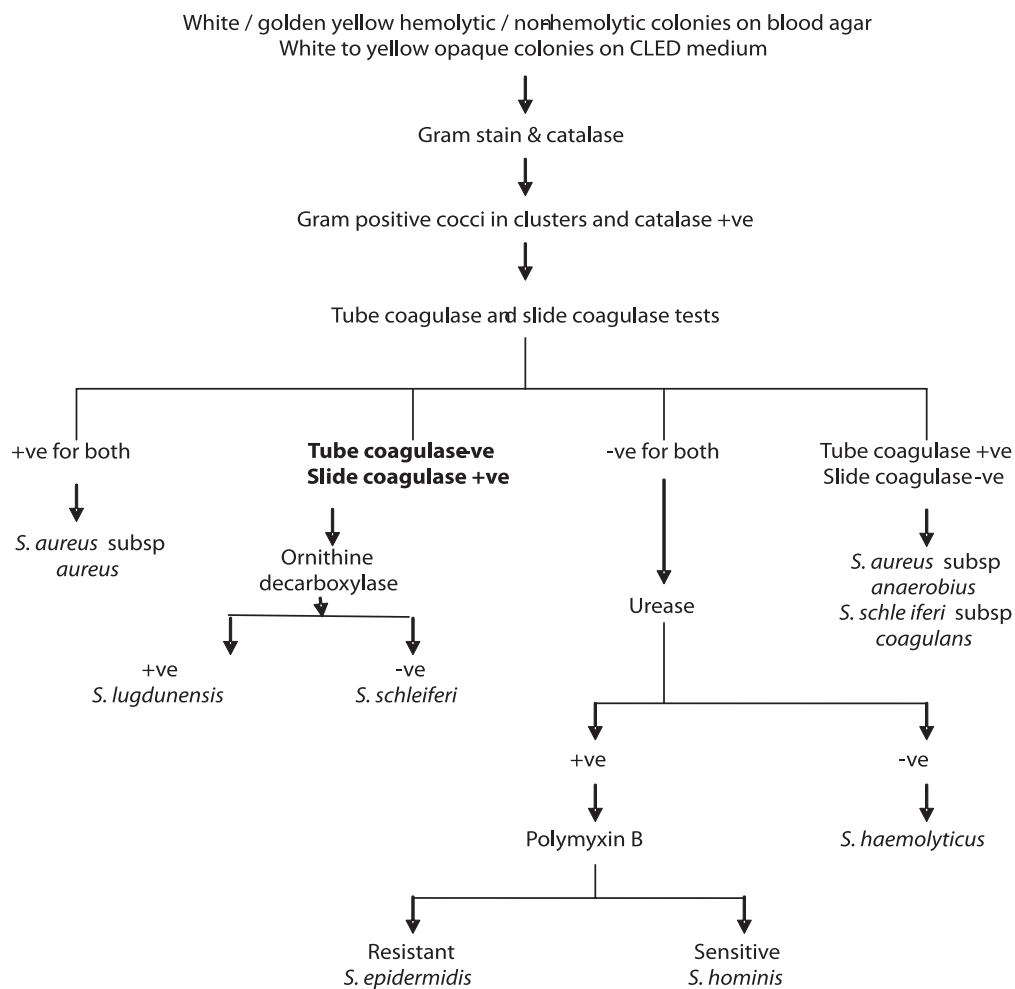 White / golden yellow hemolytic / non-hemolytic colonies on blood agar
White to yellow opaque colonies on CLED medium
Gram stain & catalase
Gram positive cocci in clusters and catalase +ve
Tube coagulase and slide coagulase tests
+ve for both
S. aureus subsp
aureus
Tube coagulase-ve
Slide coagulase +ve
Ornithine
decarboxylase
+ve
S. lugdunensis
-ve
S. schleiferi
-ve for both
Urease
+ve
Polymyxin B
Resistant
S. epidermidis
Sensitive
S. hominis
-ve
S. haemolyticus
Tube coagulase +ve
Slide coagulase-ve
S. aureus subsp
anaerobius
S. schle iferi subsp
coagulans